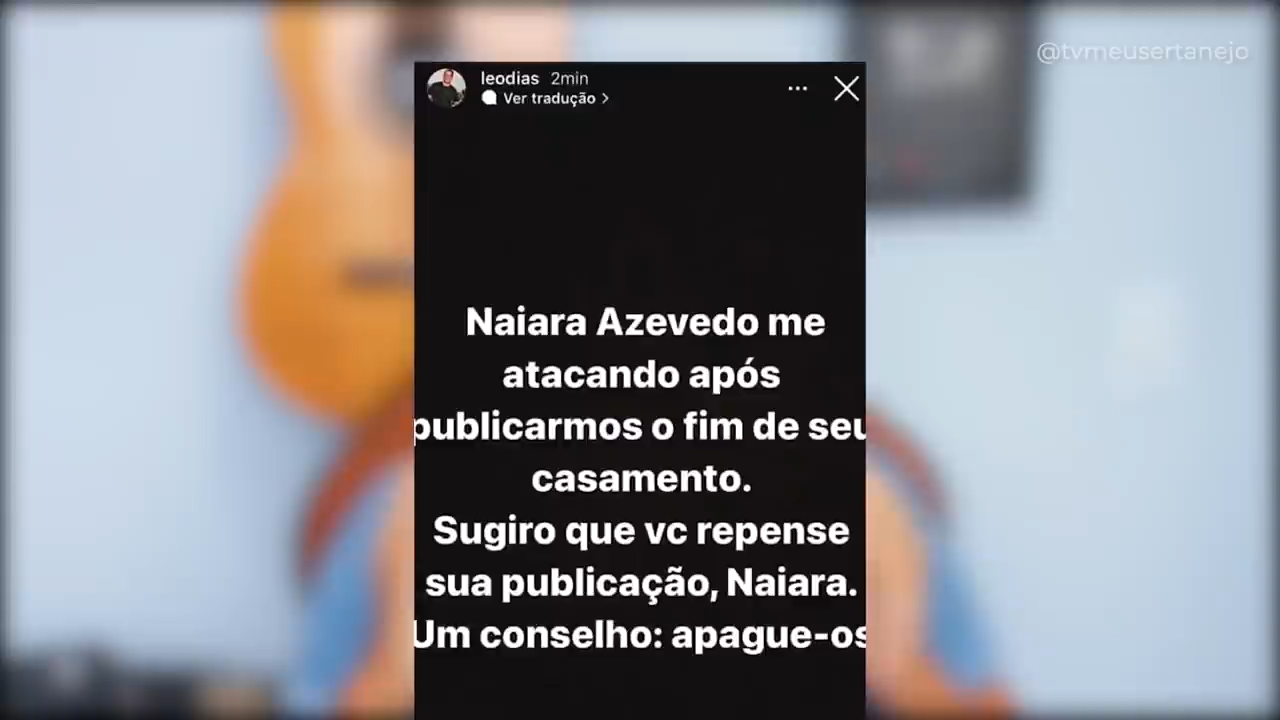 @tvmeusertanejo
leodias 2min
Ver tradução
Naiara Azevedo me
atacando após
publicarmos o fim de seu
casamento.
Sugiro que vc repense
sua publicação, Naiara.
Um conselho: apague-os